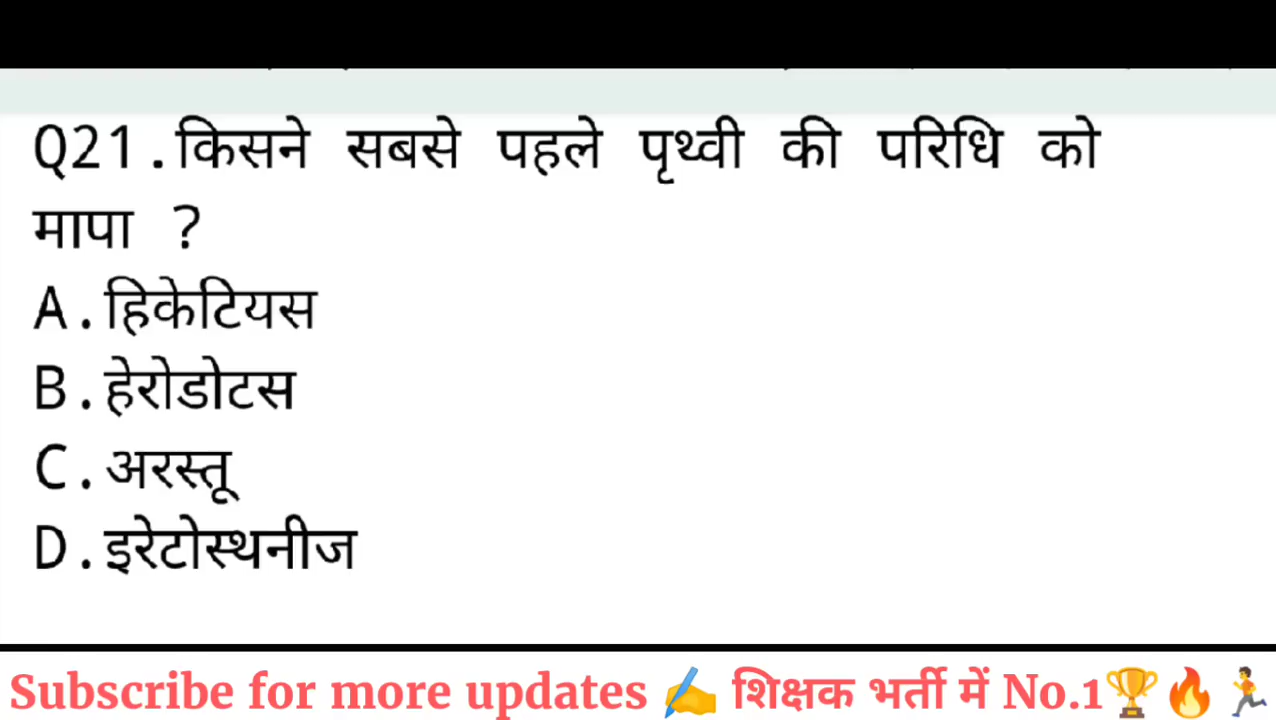 Q21.किसने सबसे पहले पृथ्वी की परिधि को
मापा ?
A.हिकेटियस
B.हेरोडोटस
C.अरस्तू
D.इरेटोस्थनीज
Subscribe for more updates ✍️ शिक्षक भर्ती में No.1🏆🔥🏃